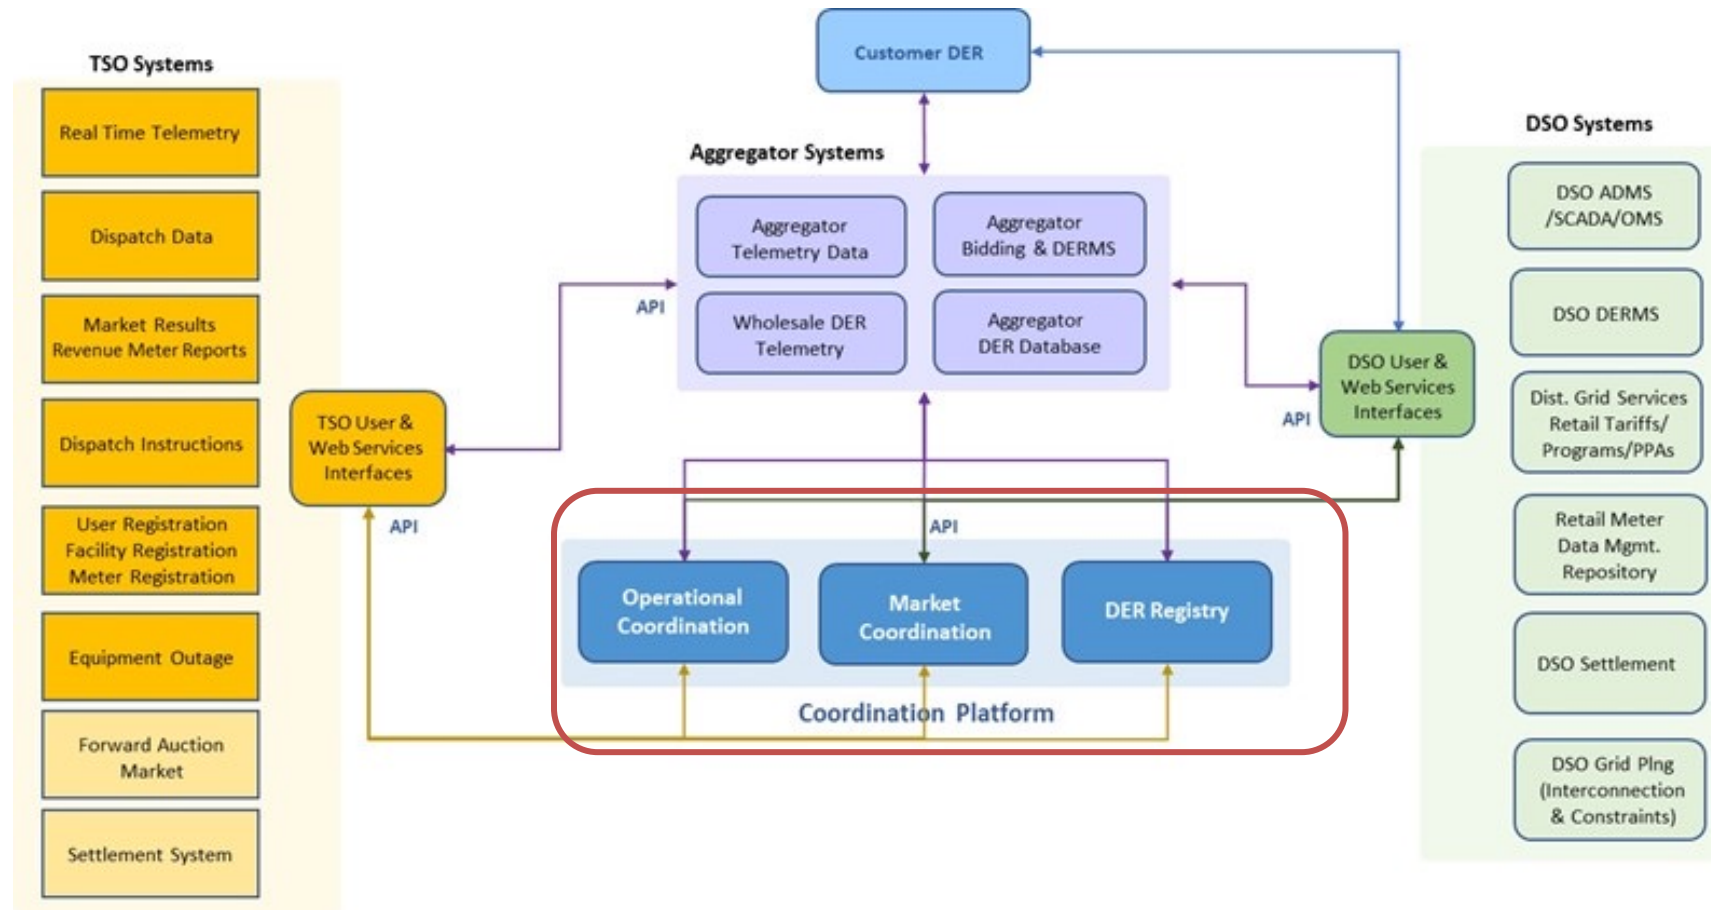 TSO Systems
Real Time Telemetry
Dispatch Data
Market Results
Revenue Meter Reports
Dispatch Instructions
User Registration
Facility Registration
Meter Registration
Equipment Outage
Forward Auction
Market
Settlement System
TSO User &
Web Services
Interfaces
API
API
Customer DER
Aggregator Systems
Aggregator
Telemetry Data
Aggregator
Bidding & DERMS
Wholesale DER
Telemetry
Aggregator
DER Database
API
Operational
Coordination
Market
Coordination
DER Registry
Coordination Platform
API
DSO User &
Web Services
Interfaces
DSO Systems
DSO ADMS
/SCADA/OMS
DSO DERMS
Dist. Grid Services
Retail Tariffs/
Programs/PPAs
Retail Meter
Data Mgmt.
Repository
DSO Settlement
DSO Grid Plng
(Interconnection
& Constraints)